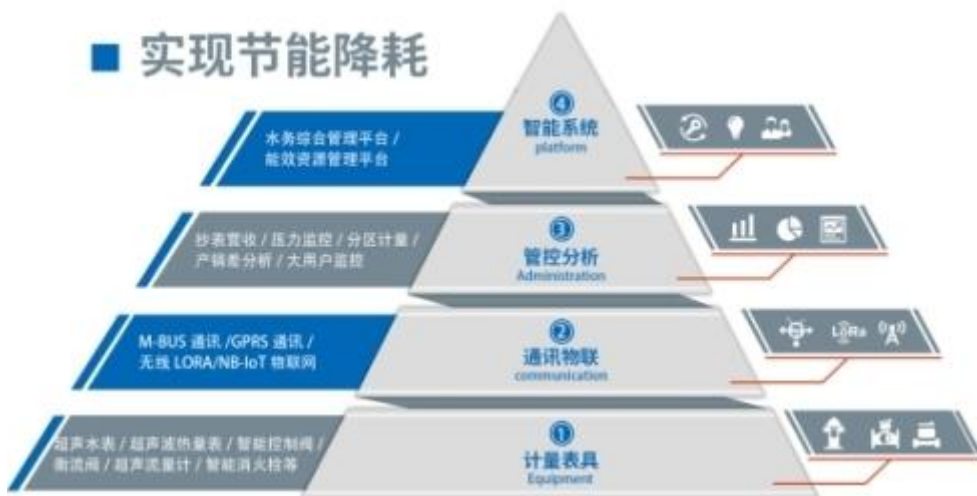 实现节能降耗
④
智能系统
platform
水务综合管理平台 /
能效资源管理平台
③
管控分析
Administration
抄表营收 / 压力监控 / 分区计量 /
产销差分析 / 大用户监控
②
通讯物联
communication
M-BUS 通讯 /GPRS 通讯 /
无线 LORA/NB-IoT 物联网
LoRa
①
计量表具
Equipment
超声水表 / 超声波热量表 / 智能控制阀 /
衡流阀 / 超声流量计 / 智能消火栓等